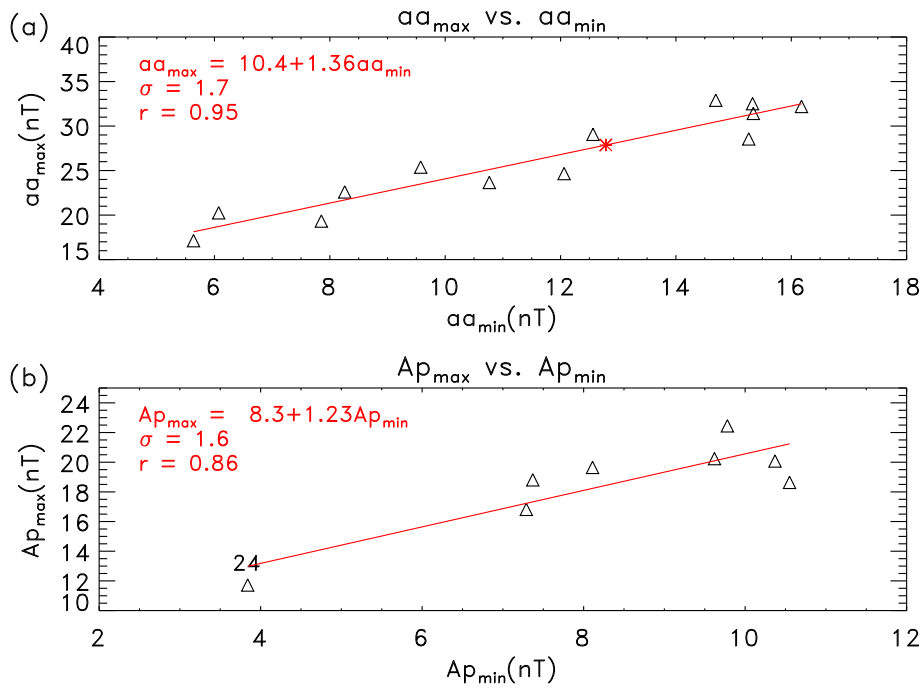 (a)
aa_max vs. aa_min
aa_max = 10.4+1.36aa_min
σ = 1.7
r = 0.95
aa_max(nT)
40
35
30
25
20
15
4 6 8 10 12 14 16 18
aa_min(nT)
(b)
Ap_max vs. Ap_min
Ap_max = 8.3+1.23Ap_min
σ = 1.6
r = 0.86
Ap_max(nT)
24
22
20
18
16
14
12
10
24
2 4 6 8 10 12
Ap_min(nT)